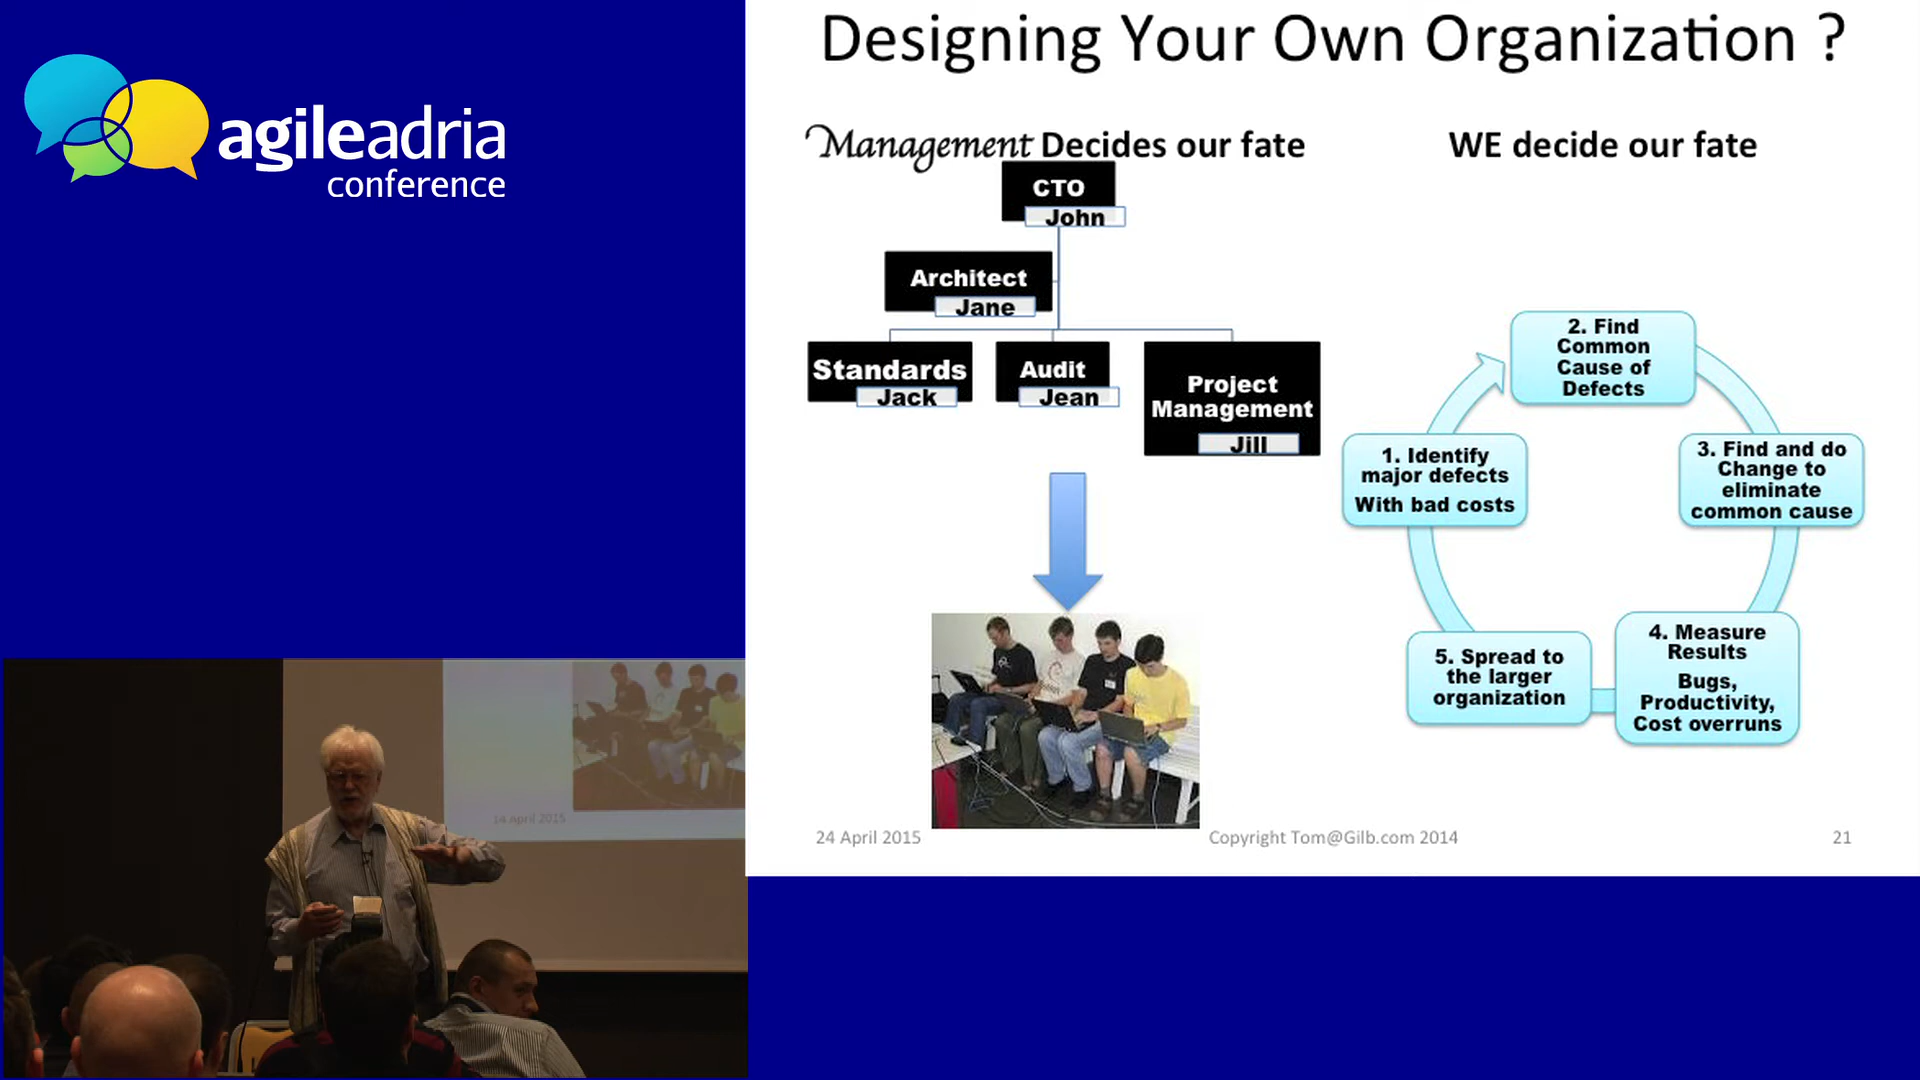 agileadria
conference
Designing Your Own Organization ?
Management Decides our fate
CTO
John
Architect
Jane
Standards
Jack
Audit
Jean
Project
Management
Jill
WE decide our fate
1. Identify
major defects
With bad costs
2. Find
Common
Cause of
Defects
3. Find and do
Change to
eliminate
common cause
4. Measure
Results
Bugs,
Productivity,
Cost overruns
5. Spread to
the larger
organization
24 April 2015
Copyright Tom@Gilb.com 2014
21
14 April 2015